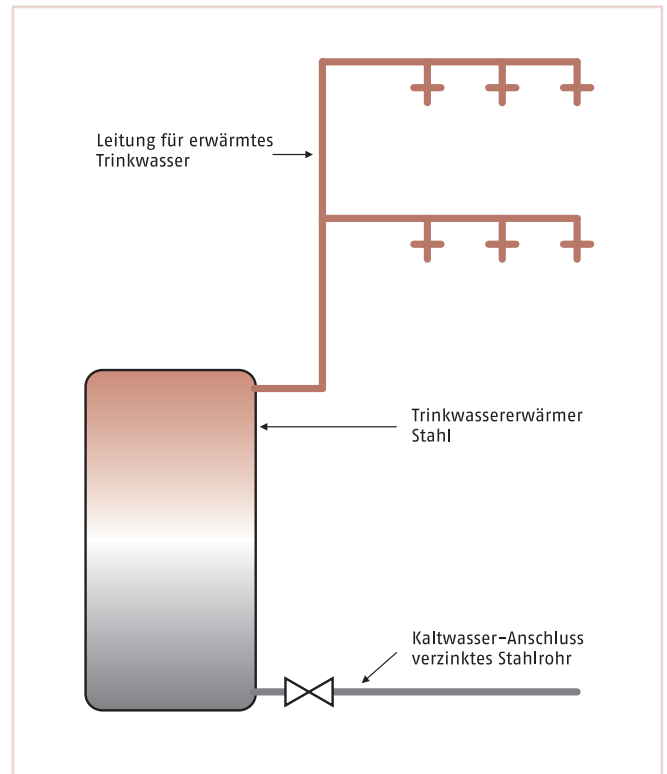 Leitung für erwärmtes
Trinkwasser
Trinkwassererwärmer
Stahl
Kaltwasser-Anschluss
verzinktes Stahlrohr